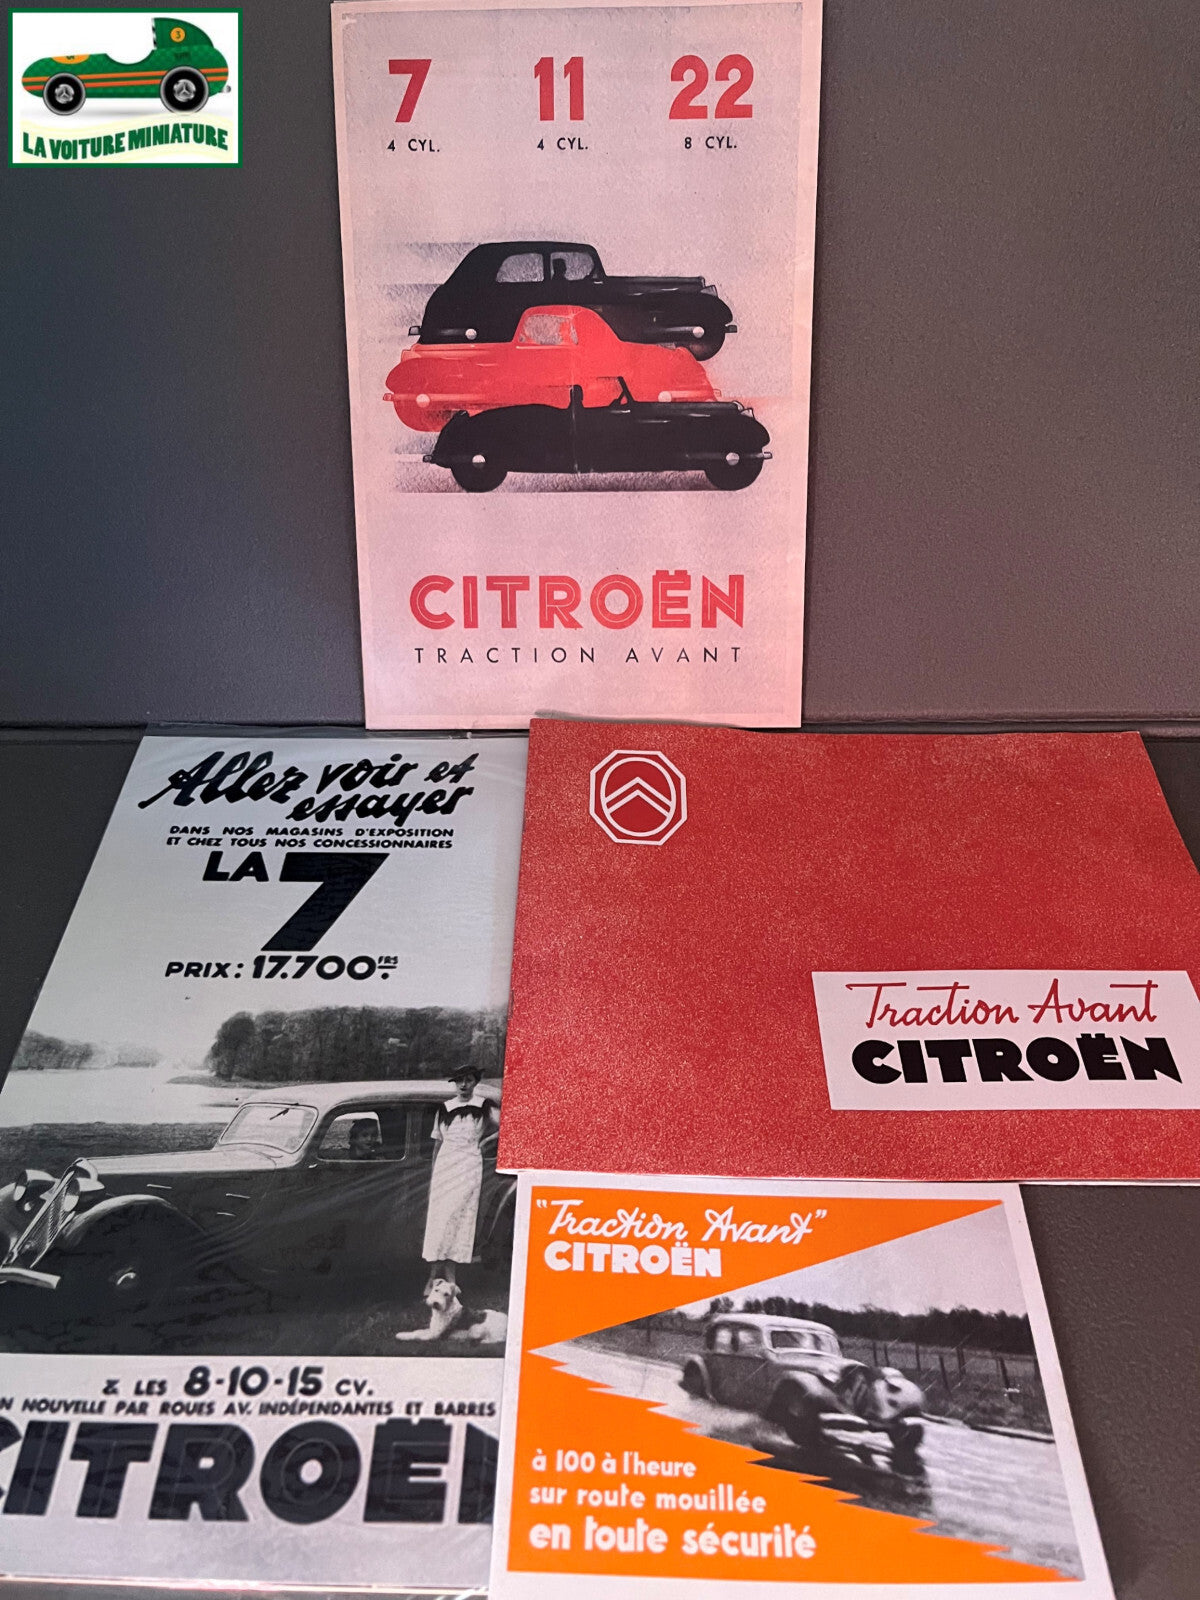 3
LA VOITURE MINIATURE
7 11 22
4 CYL. 4 CYL. 8 CYL.
CITROËN
TRACTION AVANT
Allez voir et
essayer
DANS NOS MAGASINS D'EXPOSITION
ET CHEZ TOUS NOS CONCESSIONNAIRES
LA 7
PRIX: 17.700 FRS
& LES 8-10-15 CV.
N NOUVELLE PAR ROUES AV. INDÉPENDANTES ET BARRES
CITROËN
Traction Avant
CITROËN
"Traction Avant"
CITROËN
à 100 à l'heure
sur route mouillée
en toute sécurité